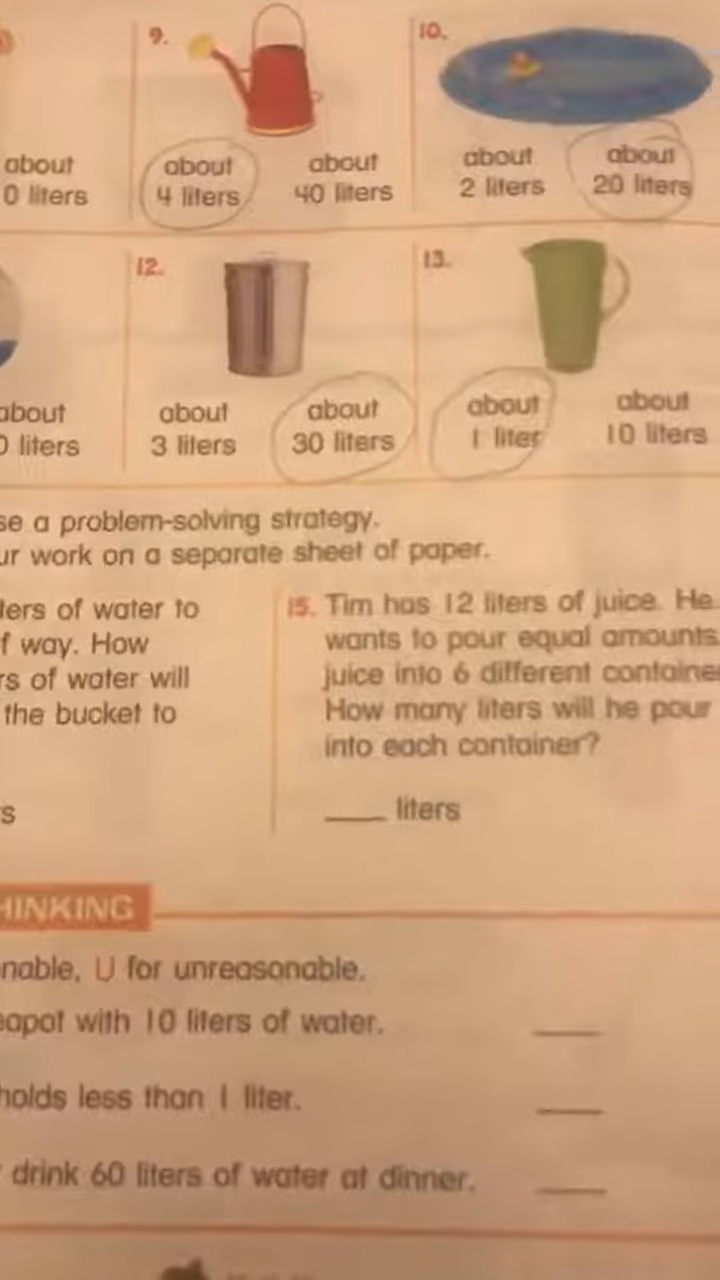 9.
10.
about
0 liters
about
4 liters
about
40 liters
about
2 liters
about
20 liters
12.
13.
about
0 liters
about
3 liters
about
30 liters
about
1 liter
about
10 liters
se a problem-solving strategy.
ur work on a separate sheet of paper.
ters of water to
f way. How
rs of water will
the bucket to
s
15. Tim has 12 liters of juice. He
wants to pour equal amounts
juice into 6 different containe
How many liters will he pour
into each container?
____ liters
HINKING
nable, U for unreasonable.
eapot with 10 liters of water. ____
holds less than 1 liter. ____
drink 60 liters of water at dinner. ____